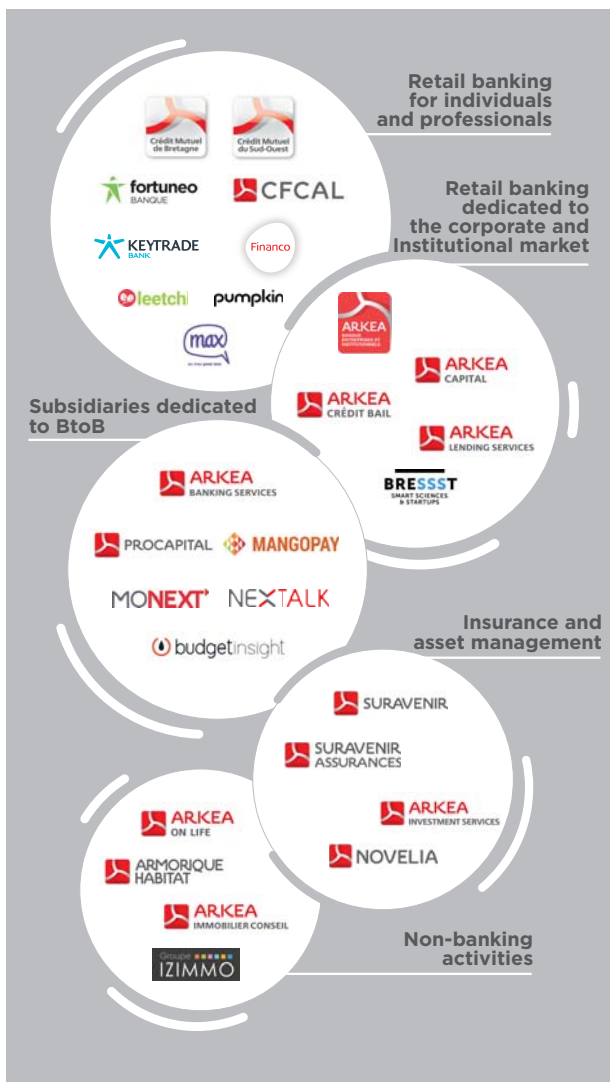 Retail banking
for individuals
and professionals
Crédit Mutuel
de Bretagne
Crédit Mutuel
du Sud-Ouest
fortuneo
BANQUE
CFCAL
KEYTRADE
BANK
Financo
leetchi
pumpkin
max
Retail banking
dedicated to
the corporate and
Institutional market
ARKEA
BANQUE
ENTREPRISES ET
INSTITUTIONNELS
ARKEA
CAPITAL
ARKEA
CRÉDIT BAIL
ARKEA
LENDING SERVICES
BRESSST
SMART SCIENCES
& STARTUPS
Subsidiaries dedicated
to BtoB
ARKEA
BANKING SERVICES
PROCAPITAL
MANGOPAY
MONEXT
NEXTALK
budgetinsight
Insurance and
asset management
SURAVENIR
SURAVENIR
ASSURANCES
ARKEA
INVESTMENT SERVICES
NOVELIA
ARKEA
ON LIFE
ARMORIQUE
HABITAT
ARKEA
IMMOBILIER CONSEIL
Groupe
IZIMMO
Non-banking
activities